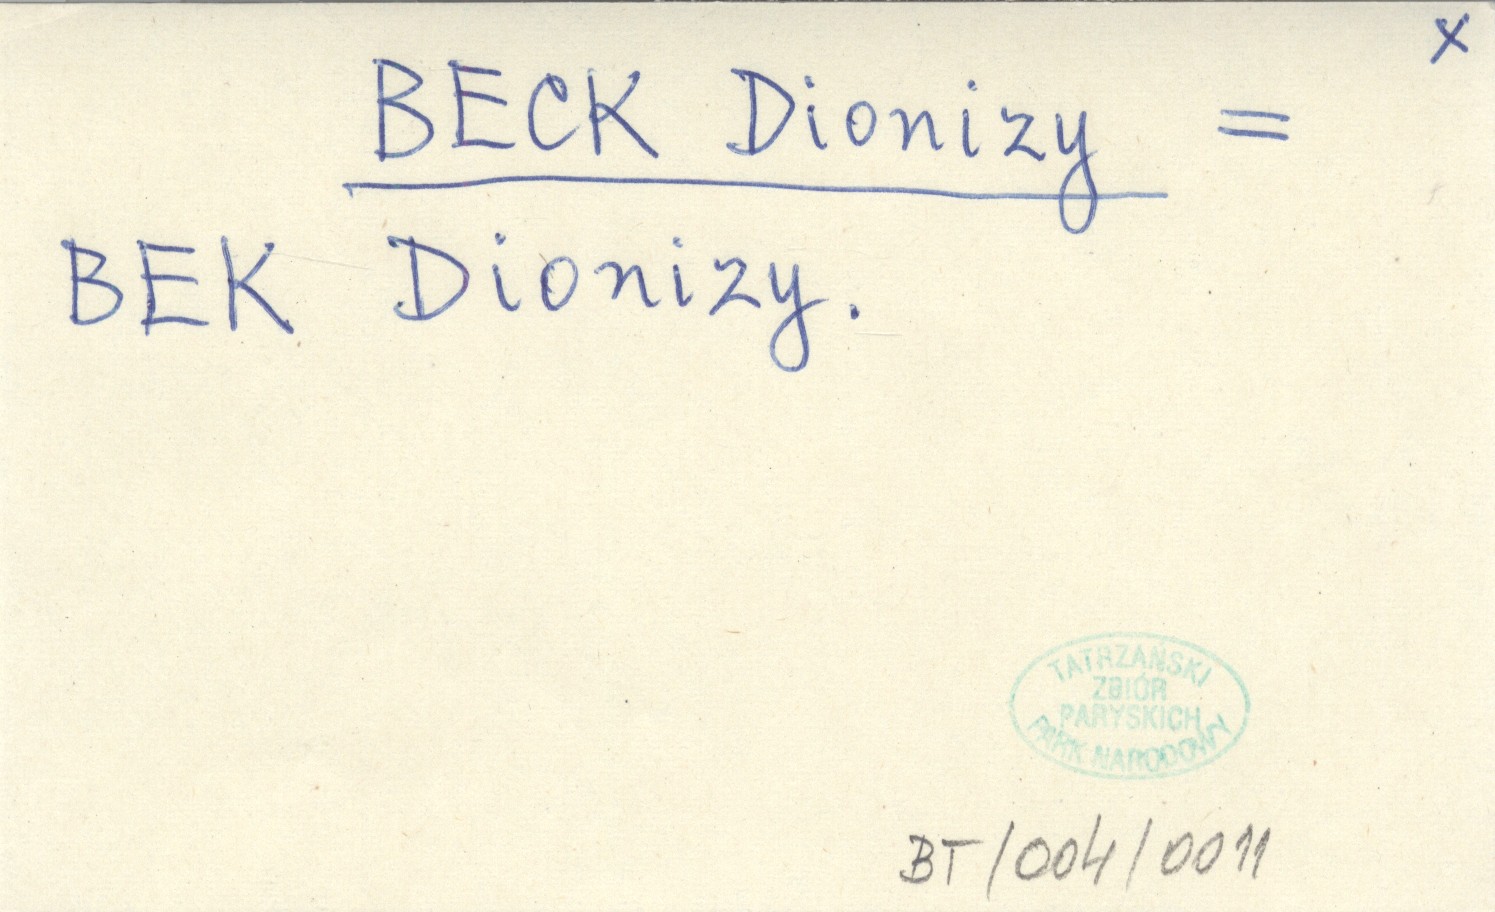 x
BECK Dionizy =
BEK Dionizy.
TATRZAŃSKI
ZBIÓR
PARYSKICH
PARK NARODOWY
BT/004/0011